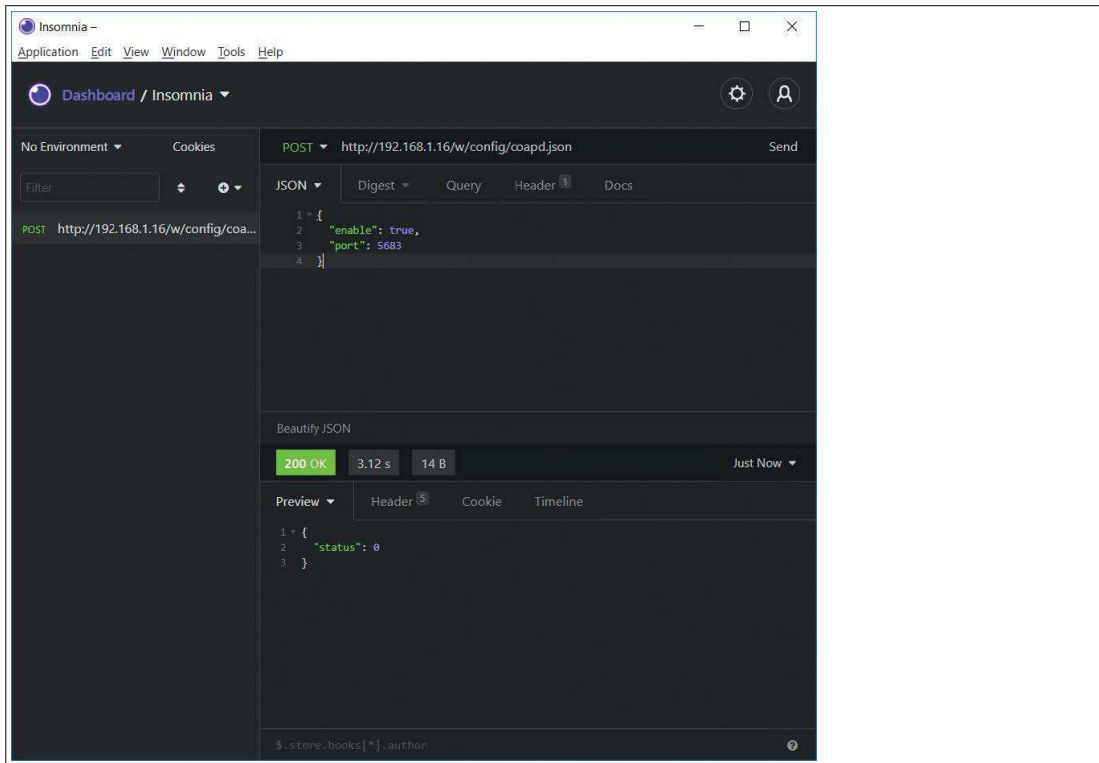 Insomnia –
Application Edit View Window Tools Help
Dashboard / Insomnia
No Environment Cookies
POST http://192.168.1.16/w/config/coapd.json Send
Filter
JSON Digest Query Header 1 Docs
POST http://192.168.1.16/w/config/coa...
1 {
2 "enable": true,
3 "port": 5683
4 }
Beautify JSON
200 OK 3.12 s 14 B Just Now
Preview Header 5 Cookie Timeline
1 {
2 "status": 0
3 }
$.store.books[*].author